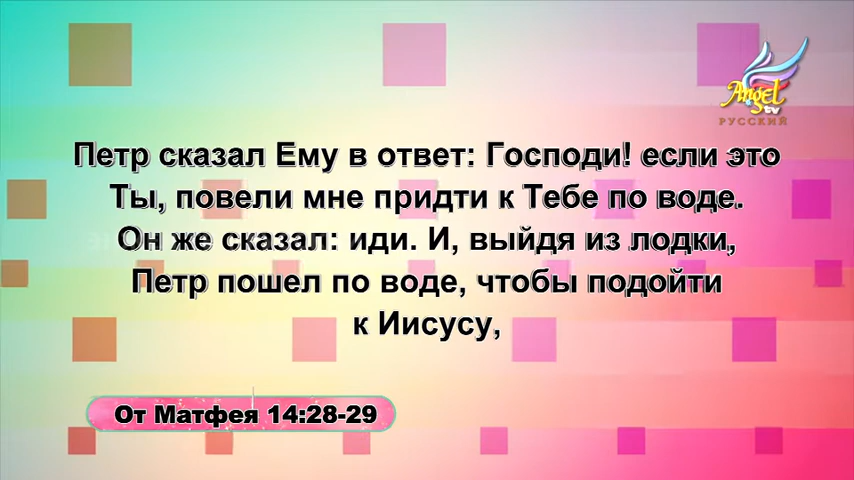 Angel
tv
РУССКИЙ
Петр сказал Ему в ответ: Господи! если это
Ты, повели мне придти к Тебе по воде.
Он же сказал: иди. И, выйдя из лодки,
Петр пошел по воде, чтобы подойти
к Иисусу,
От Матфея 14:28-29